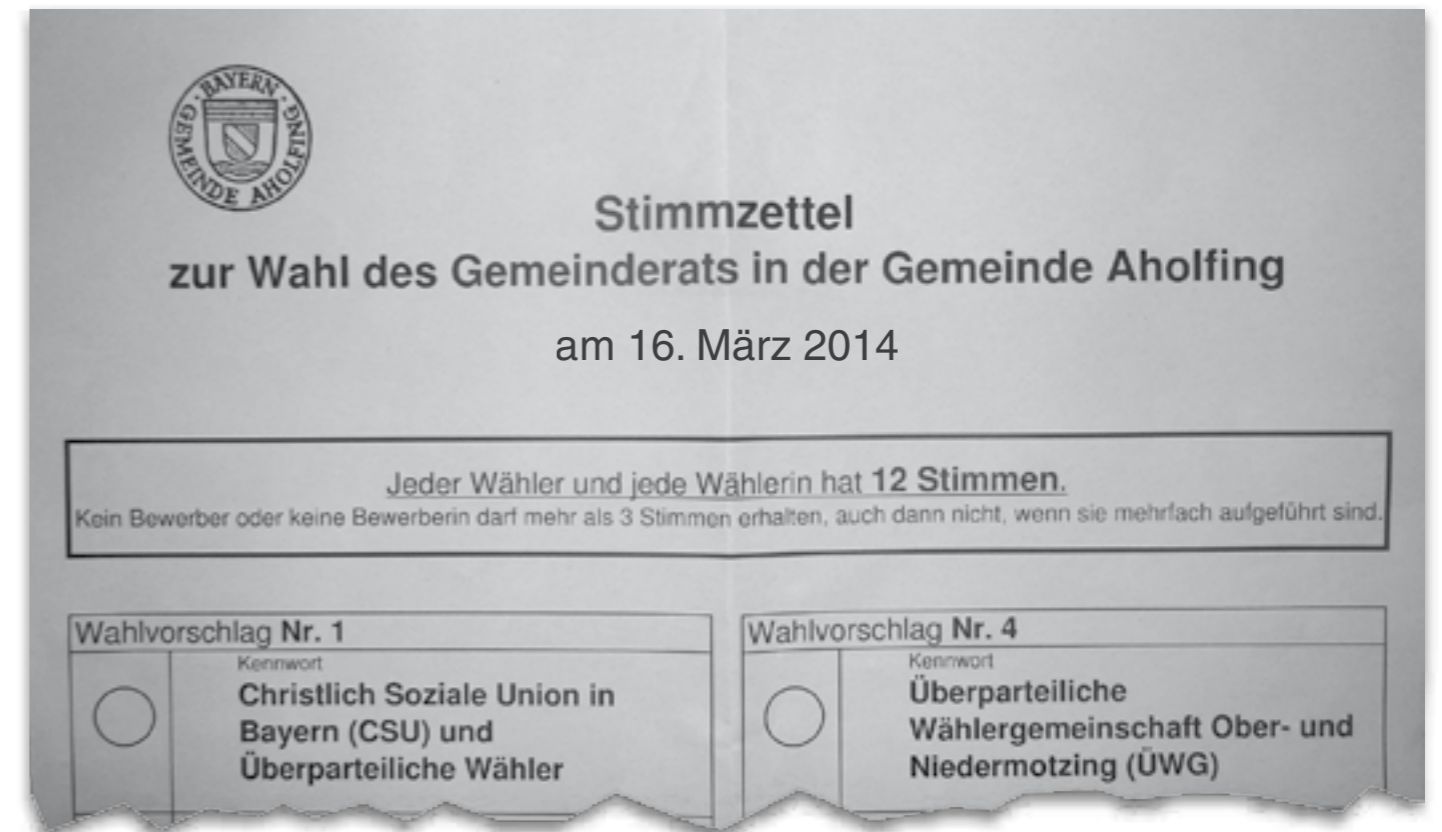 BAYERN · GEMEINDE AHOLFING ·
Stimmzettel
zur Wahl des Gemeinderats in der Gemeinde Aholfing
am 16. März 2014
Jeder Wähler und jede Wählerin hat 12 Stimmen.
Kein Bewerber oder keine Bewerberin darf mehr als 3 Stimmen erhalten, auch dann nicht, wenn sie mehrfach aufgeführt sind.
Wahlvorschlag Nr. 1
Kennwort
Christlich Soziale Union in
Bayern (CSU) und
Überparteiliche Wähler
Wahlvorschlag Nr. 4
Kennwort
Überparteiliche
Wählergemeinschaft Ober- und
Niedermotzing (ÜWG)